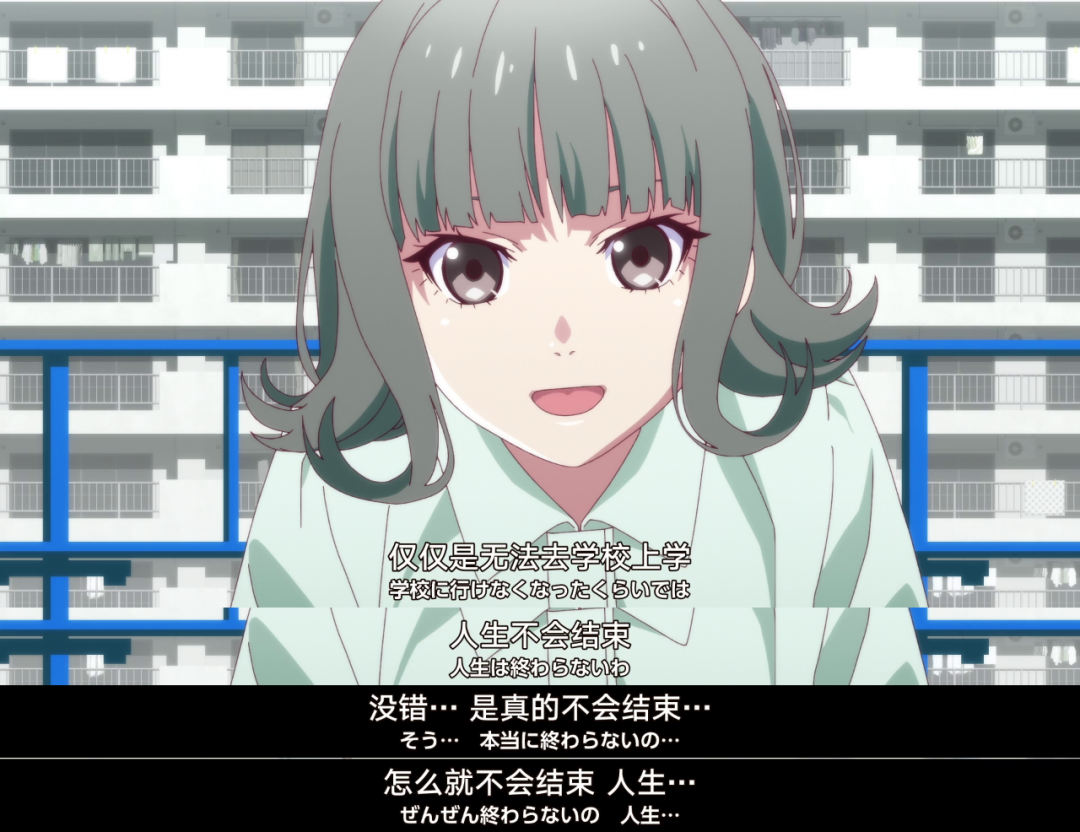 仅仅是无法去学校上学
学校に行けなくなったくらいでは
人生不会结束
人生は終わらないわ
没错… 是真的不会结束…
そう… 本当に終わらないの…
怎么就不会结束 人生…
ぜんぜん終わらないの 人生…